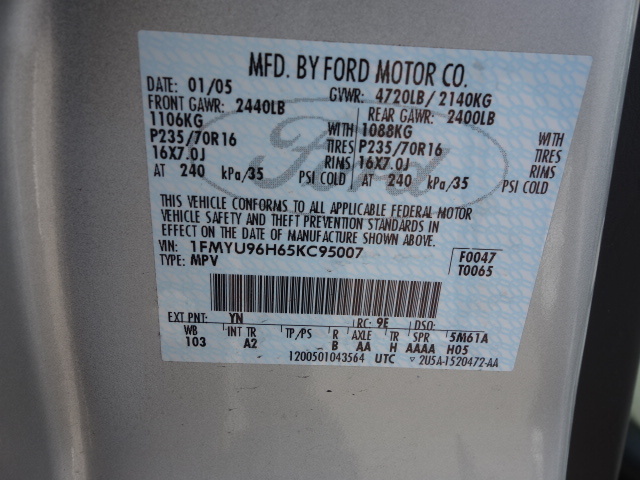 MFD. BY FORD MOTOR CO.
DATE: 01/05 GVWR: 4720LB/ 2140KG
FRONT GAWR: 2440LB REAR GAWR: 2400LB
1106KG WITH 1088KG WITH
P235/70R16 TIRES P235/70R16 TIRES
16X7.0J RIMS 16X7.0J RIMS
AT 240 kPa/35 PSI COLD AT 240 kPa/35 PSI COLD
THIS VEHICLE CONFORMS TO ALL APPLICABLE FEDERAL MOTOR
VEHICLE SAFETY AND THEFT PREVENTION STANDARDS IN
EFFECT ON THE DATE OF MANUFACTURE SHOWN ABOVE.
VIN: 1FMYU96H65KC95007 F0047
TYPE: MPV T0065
Ford
EXT PNT: YN RC: 9E DSO:
WB INT TR TP/PS R AXLE TR SPR 5M61A
103 A2 B AA H AAAA H05
1200501043564 UTC ▽ 2U5A-1520472-AA